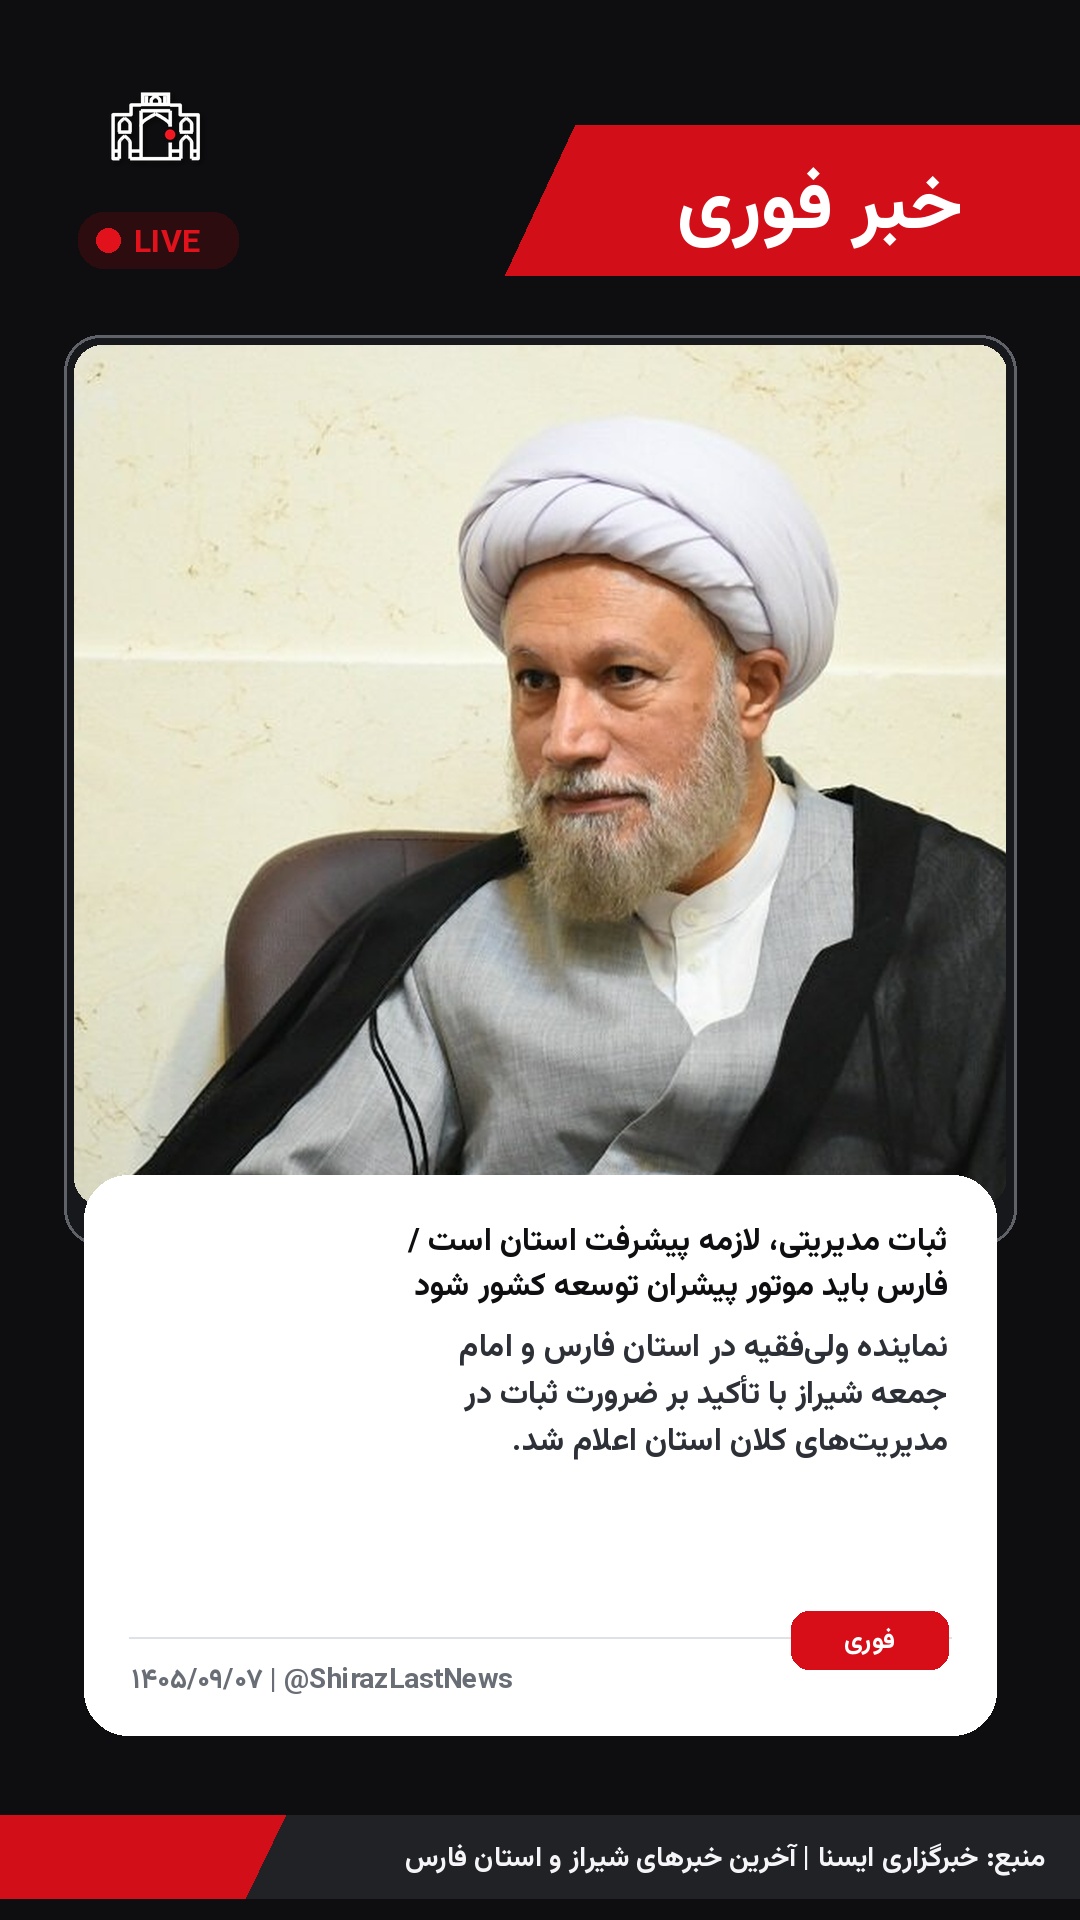 خبر فوری
LIVE
ثبات مدیریتی، لازمه پیشرفت استان است /
فارس باید موتور پیشران توسعه کشور شود
نماینده ولی‌فقیه در استان فارس و امام
جمعه شیراز با تأکید بر ضرورت ثبات در
مدیریت‌های کلان استان اعلام شد.
فوری
۱۴۰۵/۰۹/۰۷ | @ShirazLastNews
منبع: خبرگزاری ایسنا | آخرین خبرهای شیراز و استان فارس